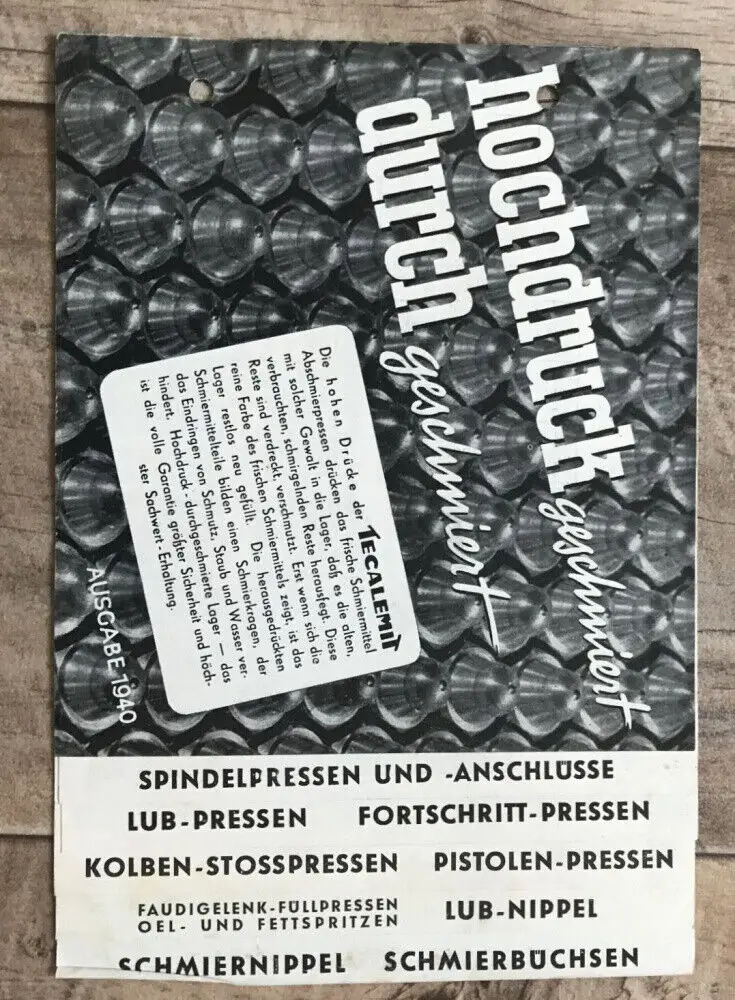 hochdruck geschmiert
durch geschmiert
Die hohen Drücke der TECALEMIT
Abschmierpressen drücken das frische Schmiermittel
mit solcher Gewalt in die Lager, daß es die alten,
verbrauchten, schmirgelnden Reste herausfegt. Diese
Reste sind verdreckt, verschmutzt. Erst wenn sich die
reine Farbe des frischen Schmiermittels zeigt, ist das
Lager restlos neu gefüllt. Die herausgedrückten
Schmiermittelteile bilden einen Schmierkragen, der
das Eindringen von Schmutz, Staub und Wasser ver-
hindert. Hochdruck-durchgeschmierte Lager — das
ist die volle Garantie größter Sicherheit und höch-
ster Sachwert-Erhaltung.
AUSGABE 1940
SPINDELPRESSEN UND -ANSCHLÜSSE
LUB-PRESSEN FORTSCHRITT-PRESSEN
KOLBEN-STOSSPRESSEN PISTOLEN-PRESSEN
FAUDIGELENK-FÜLLPRESSEN
OEL- UND FETTSPRITZEN
LUB-NIPPEL
SCHMIERNIPPEL SCHMIERBÜCHSEN